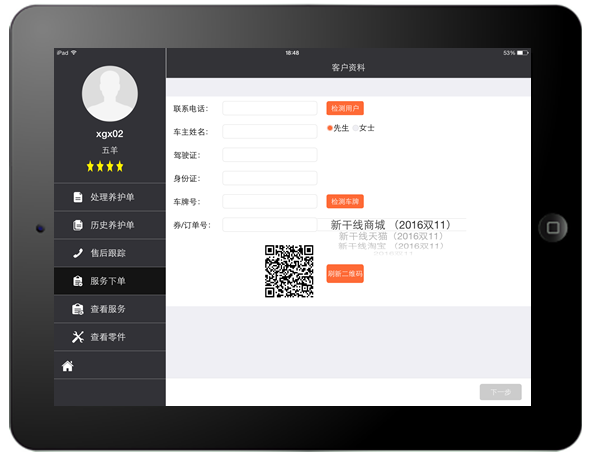 iPad
18:48
53%
客户资料
xgx02
五羊
处理养护单
历史养护单
售后跟踪
服务下单
查看服务
查看零件
联系电话：
检测用户
车主姓名：
先生 女士
驾驶证：
身份证：
车牌号：
检测车牌
券/订单号：
新干线商城 （2016双11）
新干线天猫（2016双11）
新干线淘宝（2016双11）
刷新二维码
下一步